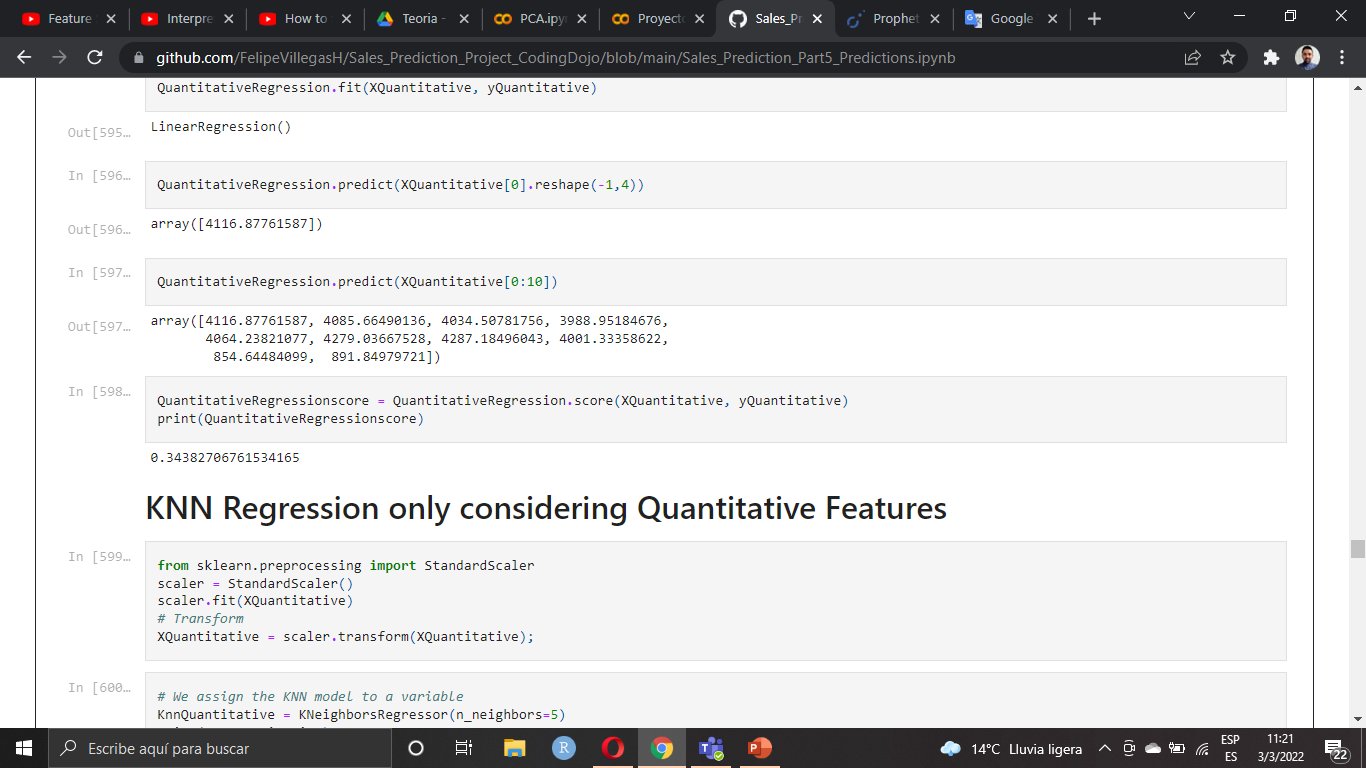 Feature
Interpre
How to
Teoria -
PCA.ipy
Proyect
Sales_Pr
Prophet
Google
github.com/FelipeVillegasH/Sales_Prediction_Project_CodingDojo/blob/main/Sales_Prediction_Part5_Predictions.ipynb
QuantitativeRegression.fit(XQuantitative, yQuantitative)
Out[595… LinearRegression()
In [596… QuantitativeRegression.predict(XQuantitative[0].reshape(-1,4))
Out[596… array([4116.87761587])
In [597… QuantitativeRegression.predict(XQuantitative[0:10])
Out[597… array([4116.87761587, 4085.66490136, 4034.50781756, 3988.95184676,
4064.23821077, 4279.03667528, 4287.18496043, 4001.33358622,
854.64484099, 891.84979721])
In [598… QuantitativeRegressionscore = QuantitativeRegression.score(XQuantitative, yQuantitative)
print(QuantitativeRegressionscore)
0.34382706761534165
KNN Regression only considering Quantitative Features
In [599… from sklearn.preprocessing import StandardScaler
scaler = StandardScaler()
scaler.fit(XQuantitative)
# Transform
XQuantitative = scaler.transform(XQuantitative);
In [600… # We assign the KNN model to a variable
KnnQuantitative = KNeighborsRegressor(n_neighbors=5)
Escribe aquí para buscar
R
14°C Lluvia ligera
ESP
ES
11:21
3/3/2022
22